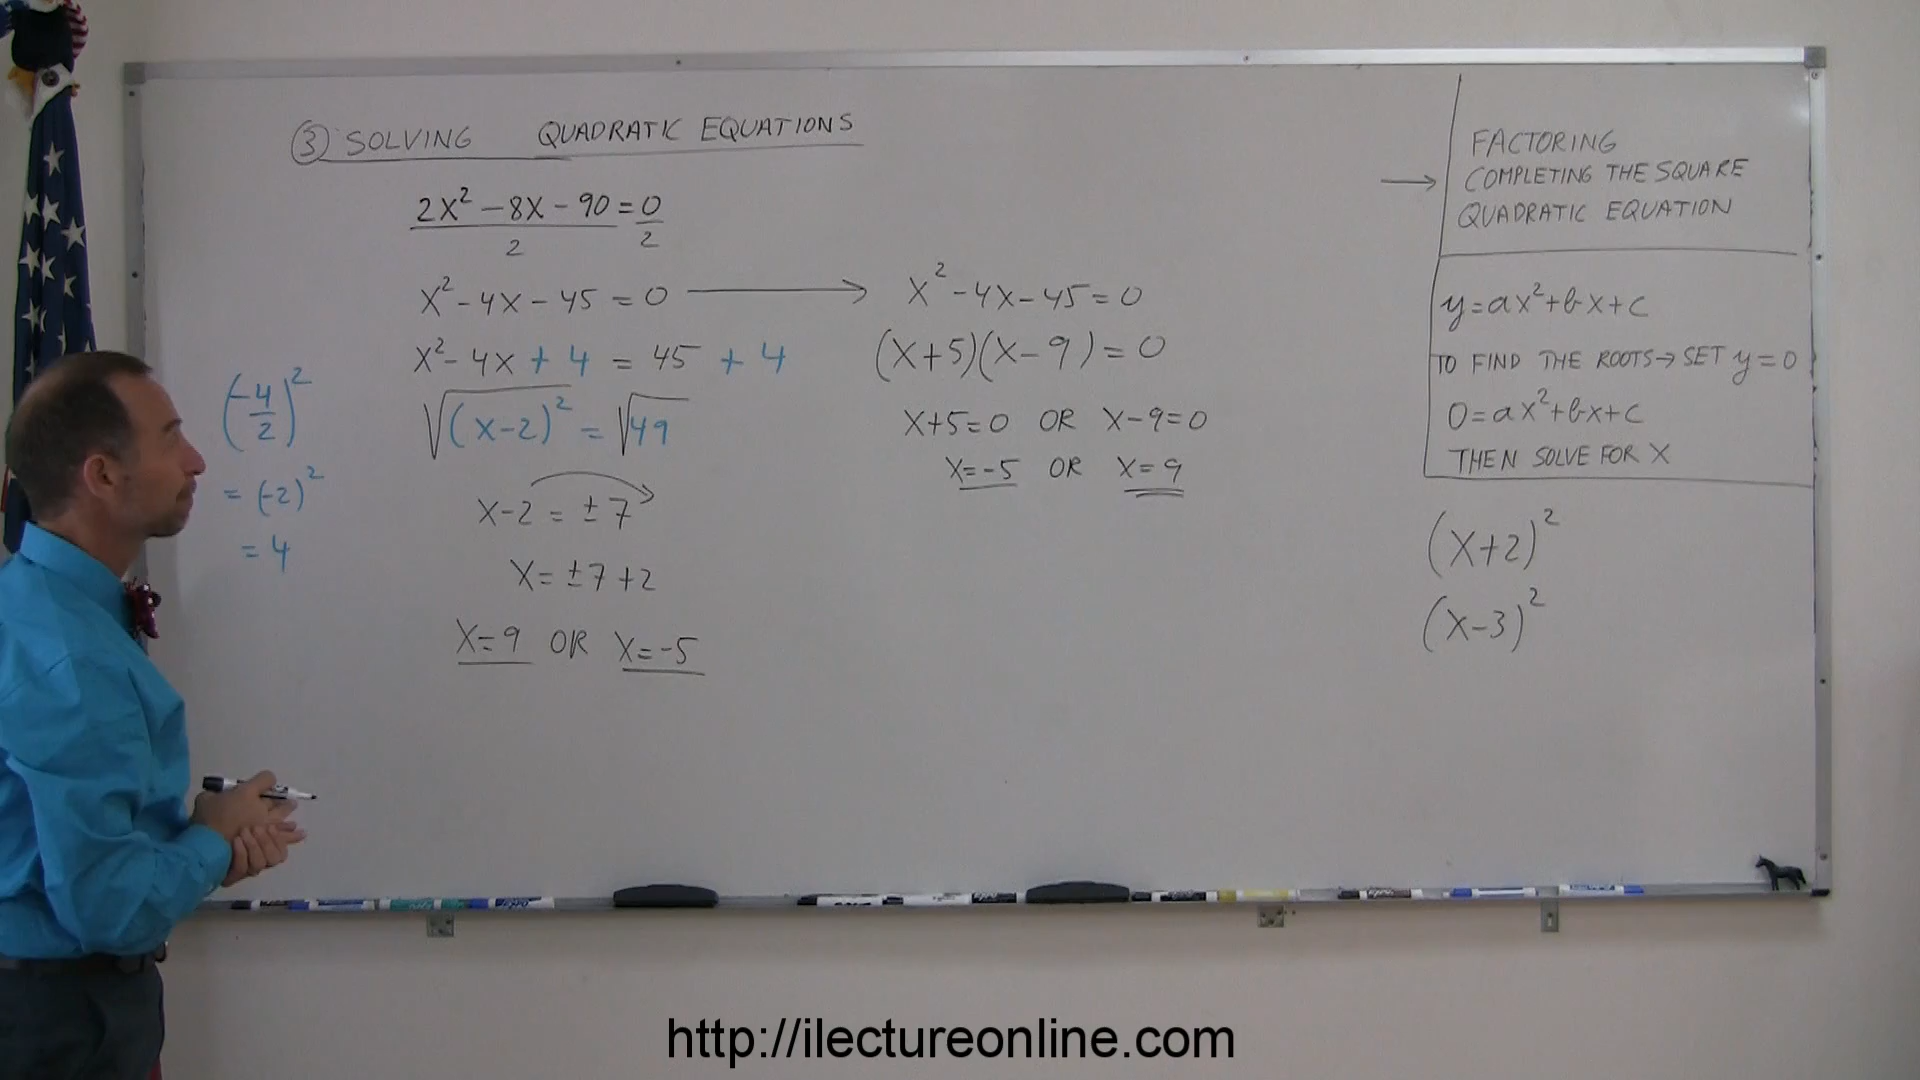 ③ SOLVING QUADRATIC EQUATIONS
2X² - 8X - 90 = 0
2 2
X² - 4X - 45 = 0 →
X² - 4X + 4 = 45 + 4
√(X-2)² = √49
X-2 = ±7
X = ±7 + 2
X = 9 OR X = -5
(-4/2)²
= (-2)²
= 4
X² - 4X - 45 = 0
(X+5)(X-9) = 0
X+5=0 OR X-9=0
X=-5 OR X=9
FACTORING
→ COMPLETING THE SQUARE
QUADRATIC EQUATION
y = ax² + bx + c
TO FIND THE ROOTS → SET y = 0
0 = ax² + bx + c
THEN SOLVE FOR X
(X+2)²
(X-3)²
http://ilectureonline.com